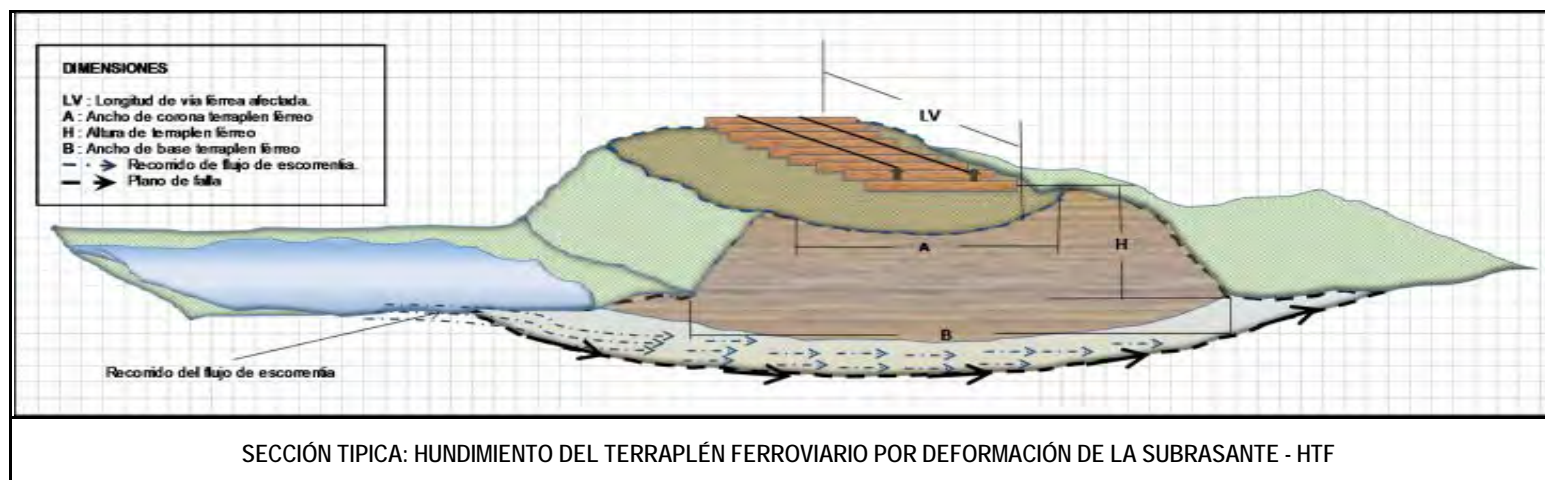 DIMENSIONES
LV : Longitud de vía férrea afectada.
A : Ancho de corona terraplen férreo
H : Altura de terraplen férreo
B : Ancho de base terraplen férreo
Recorrido de flujo de escorrentía.
Plano de falla
LV
A
H
B
Recorrido del flujo de escorrentía
SECCIÓN TIPICA: HUNDIMIENTO DEL TERRAPLÉN FERROVIARIO POR DEFORMACIÓN DE LA SUBRASANTE - HTF